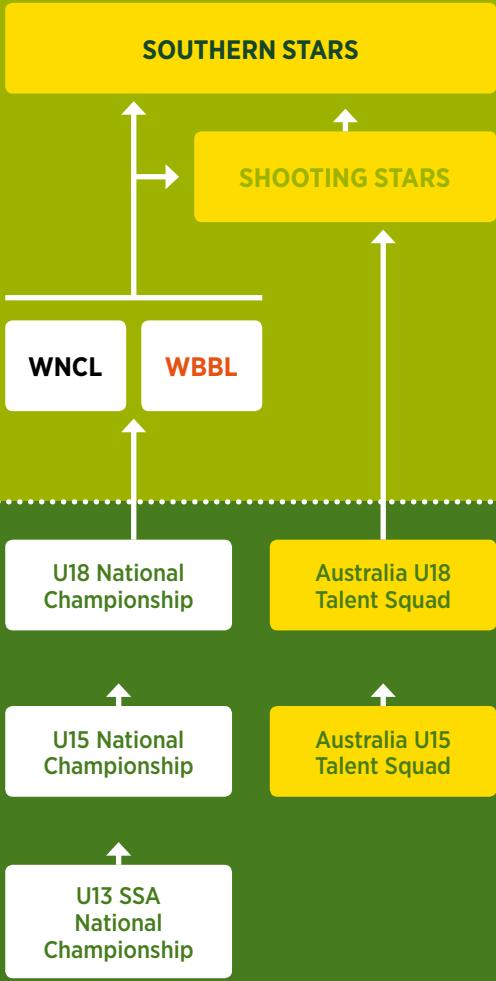 SOUTHERN STARS
SHOOTING STARS
WNCL
WBBL
U18 National
Championship
Australia U18
Talent Squad
U15 National
Championship
Australia U15
Talent Squad
U13 SSA
National
Championship